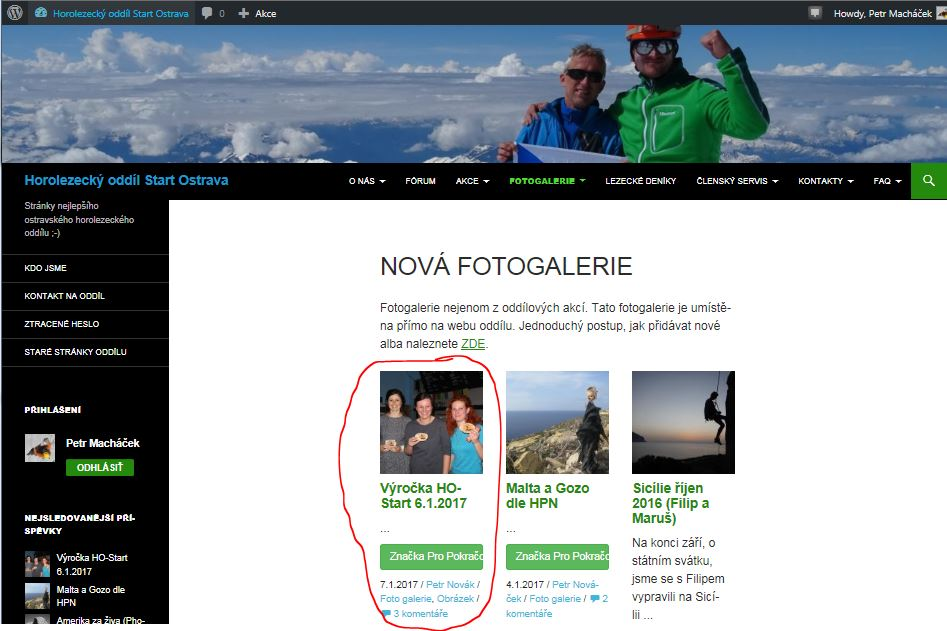 Horolezecký oddíl Start Ostrava 0 Akce Howdy, Petr Macháček
Horolezecký oddíl Start Ostrava
O NÁS FÓRUM AKCE FOTOGALERIE LEZECKÉ DENÍKY ČLENSKÝ SERVIS KONTAKTY FAQ
Stránky nejlepšího
ostravského horolezeckého
oddílu ;-)
KDO JSME
KONTAKT NA ODDÍL
ZTRACENÉ HESLO
STARÉ STRÁNKY ODDÍLU
PŘIHLÁŠENÍ
Petr Macháček
ODHLÁSIT
NEJSLEDOVANĚJŠÍ PŘÍ-
SPĚVKY
Výročka HO-Start
6.1.2017
Malta a Gozo dle
HPN
Amerika za živa (Pho-
NOVÁ FOTOGALERIE
Fotogalerie nejenom z oddílových akcí. Tato fotogalerie je umístě-
na přímo na webu oddílu. Jednoduchý postup, jak přidávat nové
alba naleznete ZDE.
Výročka HO-
Start 6.1.2017
...
Značka Pro Pokračo
7.1.2017 / Petr Novák /
Foto galerie, Obrázek /
3 komentáře
Malta a Gozo
dle HPN
...
Značka Pro Pokračo
4.1.2017 / Petr Nová-
ček / Foto galerie / 2
komentáře
Sicílie říjen
2016 (Filip a
Maruš)
Na konci září, o
státním svátku,
jsme se s Filipem
vypravili na Sicí-
lii ...